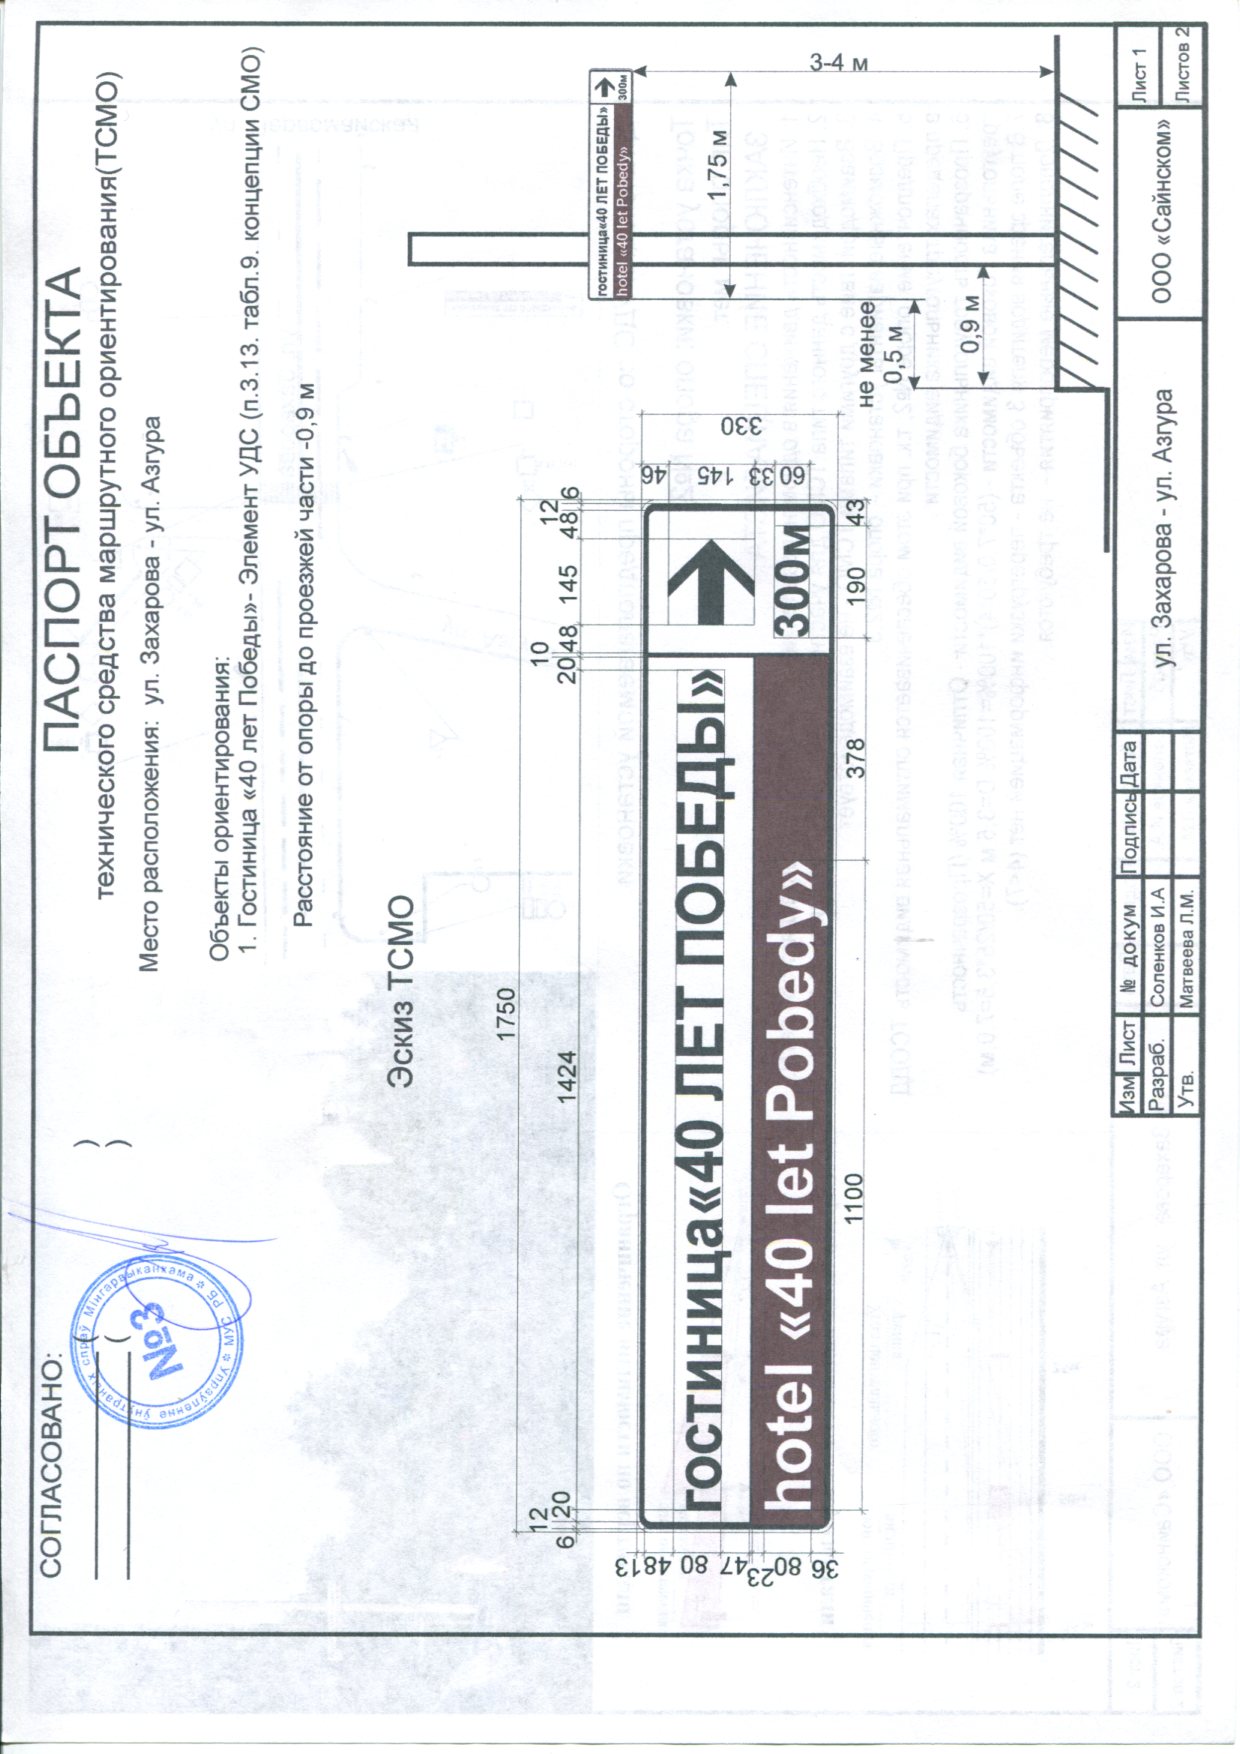 СОГЛАСОВАНО:
( )
( )
Упраўленне ўнутраных спраў Мінгарвыканкама * РБ * МУС *
№3
ПАСПОРТ ОБЪЕКТА
технического средства маршрутного ориентирования(ТСМО)
Место расположения: ул. Захарова - ул. Азгура
Объекты ориентирования:
1. Гостиница «40 лет Победы»- Элемент УДС (п.3.13. табл.9. концепции СМО)
Расстояние от опоры до проезжей части -0,9 м
Эскиз ТСМО
1750
12 10 12
6 20 1424 20 48 145 48 6
гостиница«40 ЛЕТ ПОБЕДЫ»
hotel «40 let Pobedy»
300м
1100 378 190 43
13 48 80 47 23 80 36
46 145 33 60
330
гостиница«40 ЛЕТ ПОБЕДЫ»
hotel «40 let Pobedy»
300м
3-4 м
1,75 м
не менее
0,5 м
0,9 м
Изм Лист № докум Подпись Дата
Разраб. Соленков И.А
Утв. Матвеева Л.М.
ул. Захарова - ул. Азгура
ООО «Сайнском»
Лист 1
Листов 2